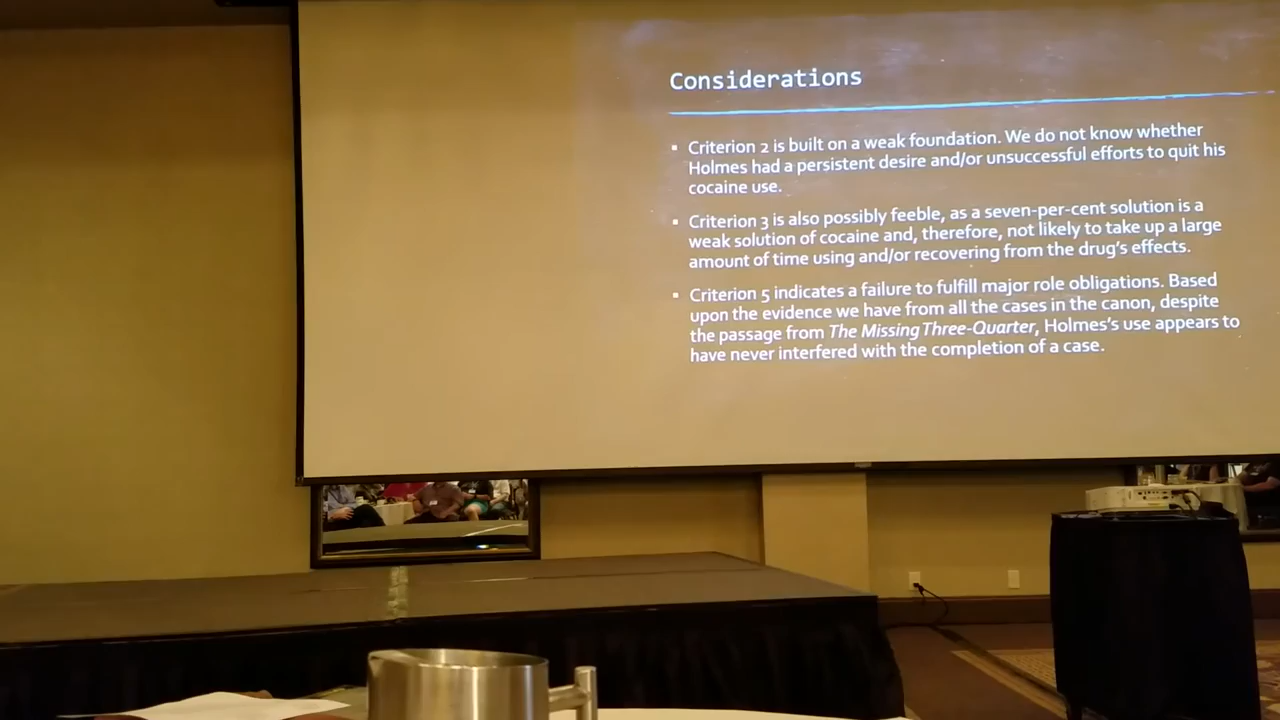 Considerations
▪ Criterion 2 is built on a weak foundation. We do not know whether
Holmes had a persistent desire and/or unsuccessful efforts to quit his
cocaine use.
▪ Criterion 3 is also possibly feeble, as a seven-per-cent solution is a
weak solution of cocaine and, therefore, not likely to take up a large
amount of time using and/or recovering from the drug's effects.
▪ Criterion 5 indicates a failure to fulfill major role obligations. Based
upon the evidence we have from all the cases in the canon, despite
the passage from The Missing Three-Quarter, Holmes's use appears to
have never interfered with the completion of a case.